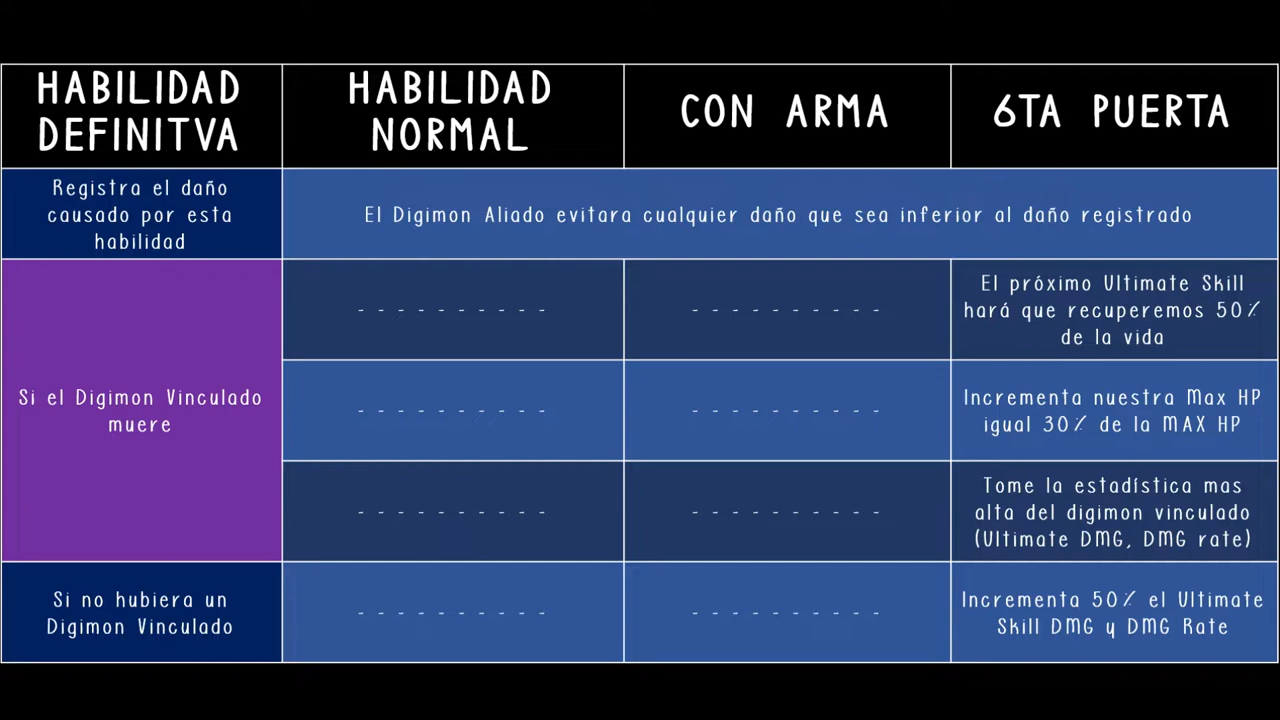 HABILIDAD
DEFINITVA
HABILIDAD
NORMAL
CON ARMA
6TA PUERTA
Registra el daño
causado por esta
habilidad
El Digimon Aliado evitara cualquier daño que sea inferior al daño registrado
Si el Digimon Vinculado
muere
- - - - - - - - - -
- - - - - - - - - -
El próximo Ultimate Skill
hará que recuperemos 50%
de la vida
- - - - - - - - - -
- - - - - - - - - -
Incrementa nuestra Max HP
igual 30% de la MAX HP
- - - - - - - - - -
- - - - - - - - - -
Tome la estadística mas
alta del digimon vinculado
(Ultimate DMG, DMG rate)
Si no hubiera un
Digimon Vinculado
- - - - - - - - - -
- - - - - - - - - -
Incrementa 50% el Ultimate
Skill DMG y DMG Rate